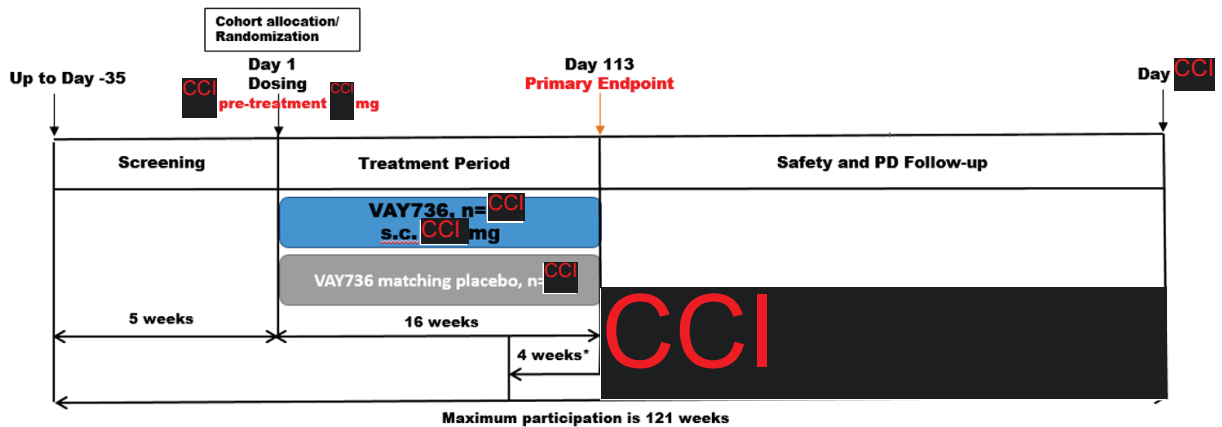 Cohort allocation/
Randomization
Up to Day -35
Day 1
Dosing
CCI pre-treatment CCI mg
Day 113
Primary Endpoint
Day CCI
Screening
Treatment Period
Safety and PD Follow-up
VAY736, n= CCI
s.c. CCI mg
VAY736 matching placebo, n= CCI
5 weeks
16 weeks
CCI
4 weeks*
Maximum participation is 121 weeks